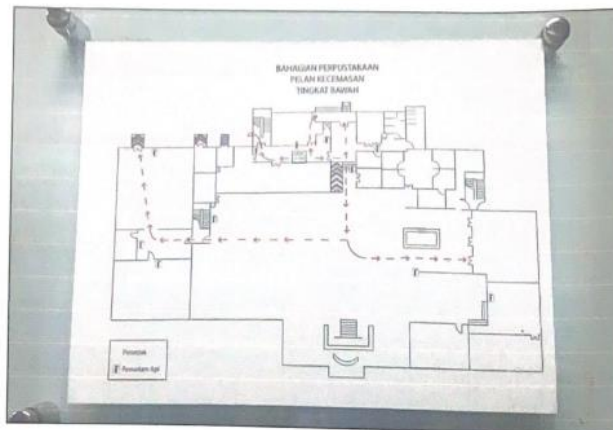 BAHAGIAN PERPUSTAKAAN
PELAN KECEMASAN
TINGKAT BAWAH
Petunjuk
Pemadam Api